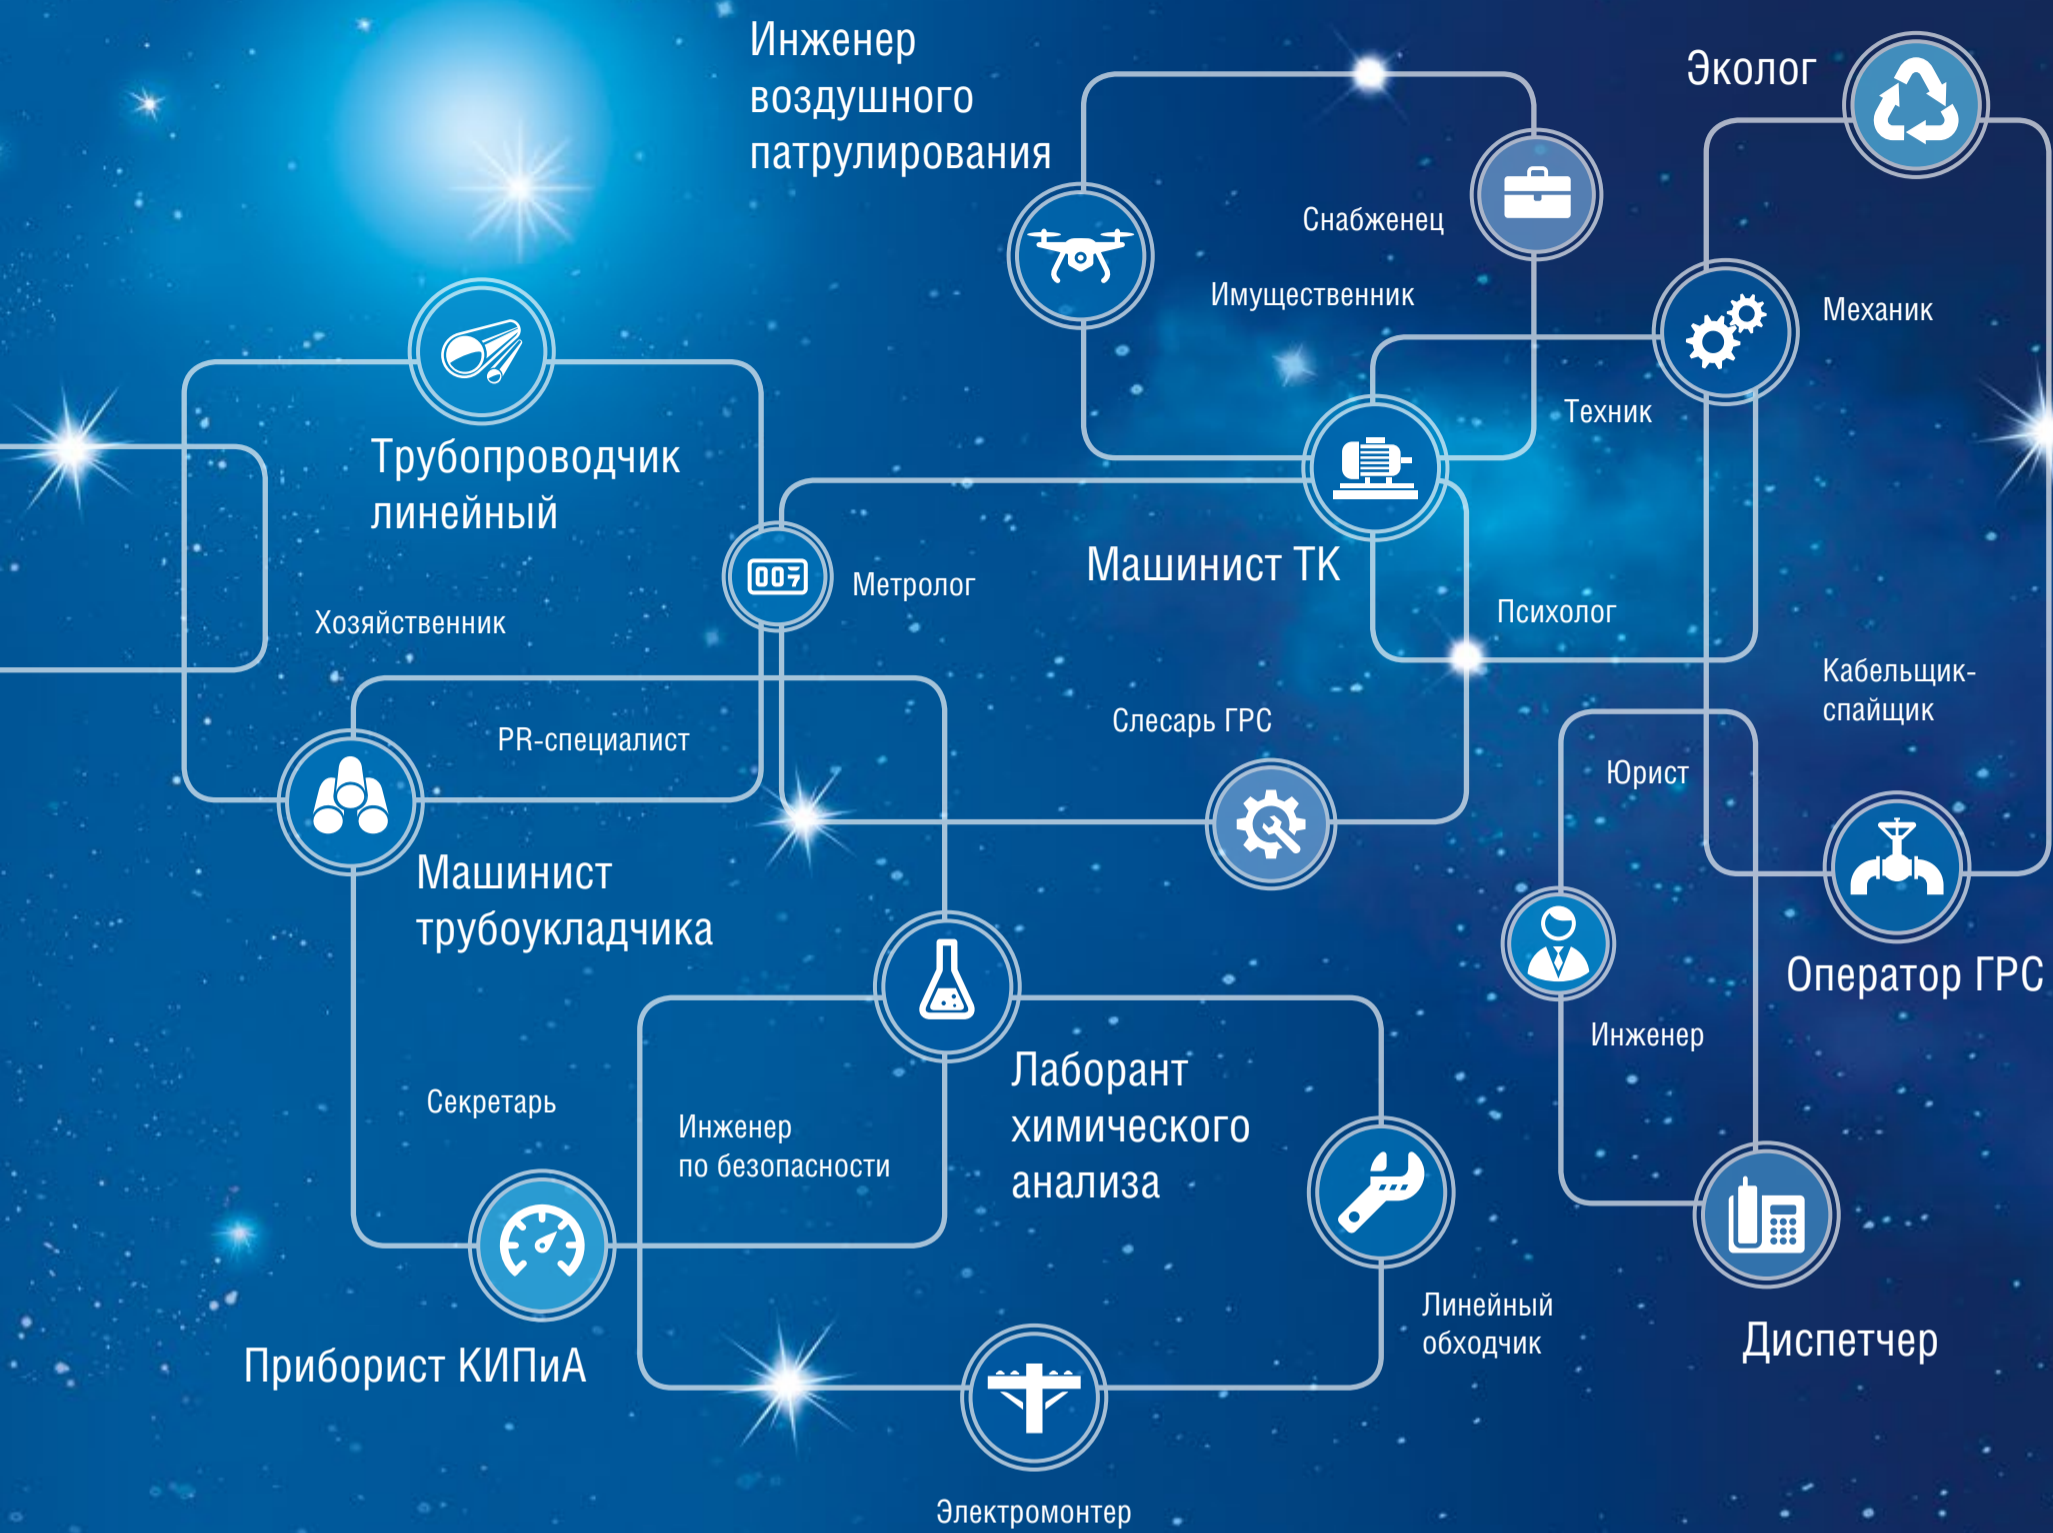 Инженер
воздушного
патрулирования
Эколог
Снабженец
Имущественник
Механик
Техник
Трубопроводчик
линейный
Машинист ТК
Метролог
Хозяйственник
Психолог
Кабельщик-
спайщик
Слесарь ГРС
PR-специалист
Юрист
Машинист
трубоукладчика
Оператор ГРС
Инженер
Лаборант
химического
анализа
Секретарь
Инженер
по безопасности
Линейный
обходчик
Диспетчер
Приборист КИПиА
Электромонтер
007